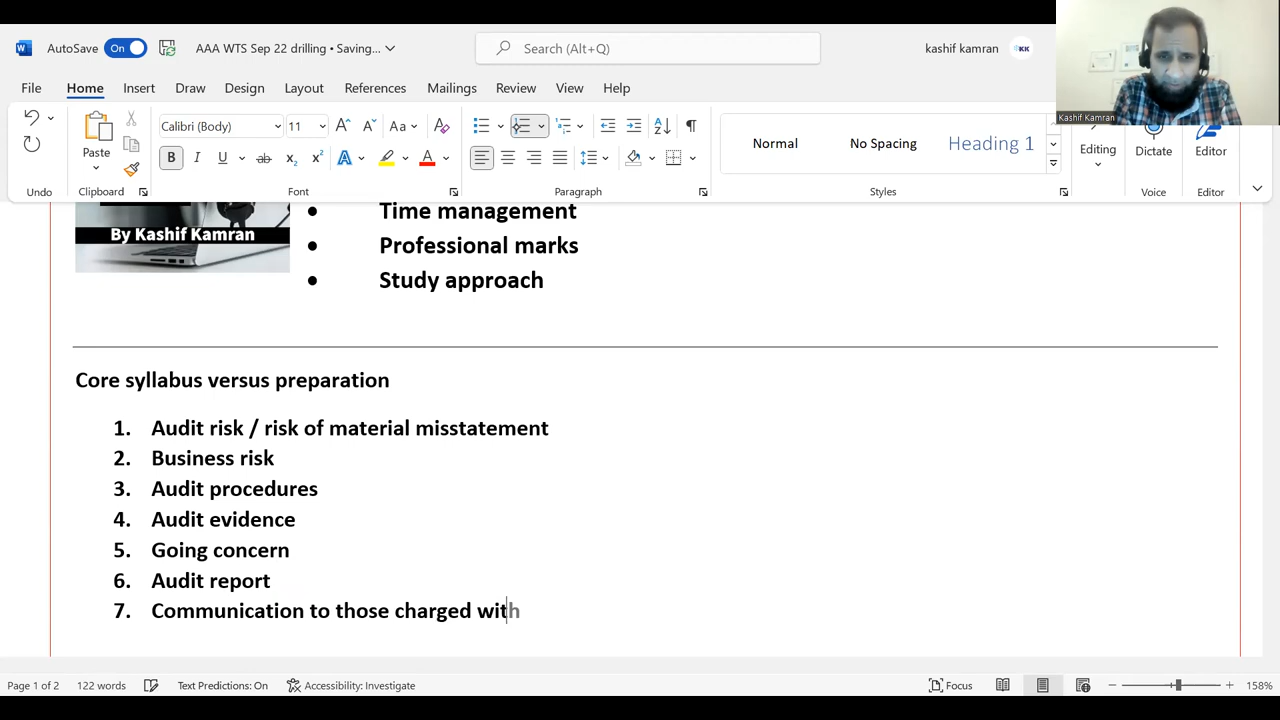 AutoSave On AAA WTS Sep 22 drilling • Saving... Search (Alt+Q) kashif kamran KK
File Home Insert Draw Design Layout References Mailings Review View Help
Kashif Kamran
Paste Calibri (Body) 11 Normal No Spacing Heading 1 Editing Dictate Editor
Undo Clipboard Font Paragraph Styles Voice Editor
• Time management
By Kashif Kamran
• Professional marks
• Study approach
Core syllabus versus preparation
1. Audit risk / risk of material misstatement
2. Business risk
3. Audit procedures
4. Audit evidence
5. Going concern
6. Audit report
7. Communication to those charged with
Page 1 of 2 122 words Text Predictions: On Accessibility: Investigate Focus 158%